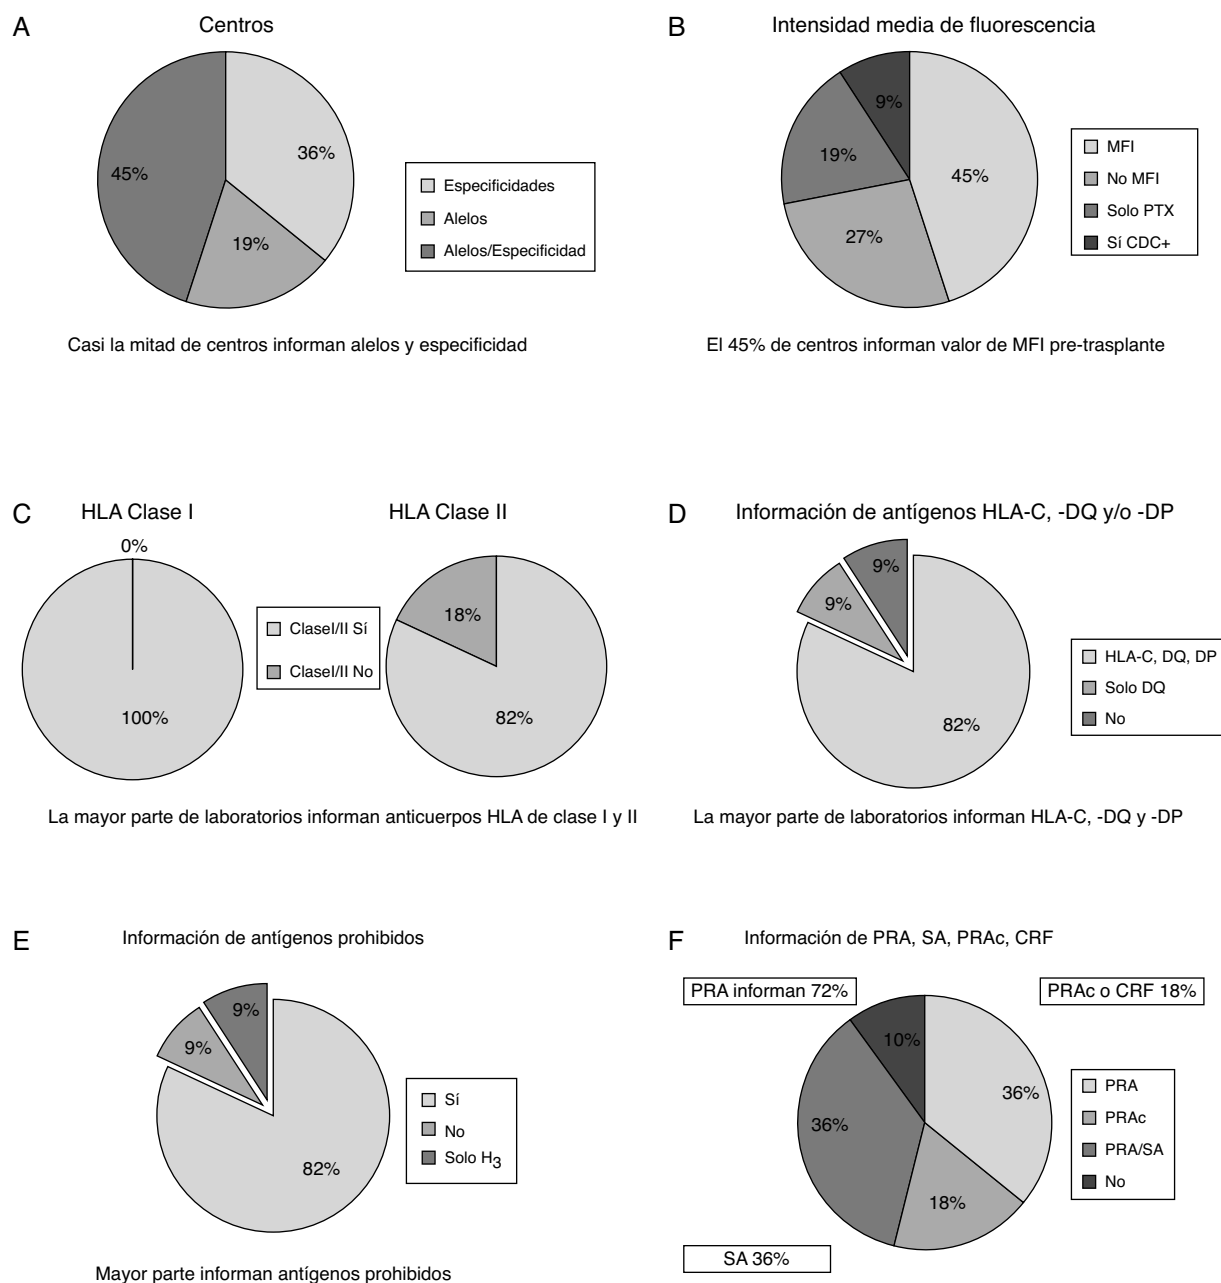 A
Centros
36%
45%
19%
Especificidades
Alelos
Alelos/Especificidad
Casi la mitad de centros informan alelos y especificidad
B
Intensidad media de fluorescencia
9%
19%
45%
27%
MFI
No MFI
Solo PTX
Sí CDC+
El 45% de centros informan valor de MFI pre-trasplante
C
HLA Clase I
HLA Clase II
0%
100%
ClaseI/II Sí
ClaseI/II No
18%
82%
La mayor parte de laboratorios informan anticuerpos HLA de clase I y II
D
Información de antígenos HLA-C, -DQ y/o -DP
9%
9%
82%
HLA-C, DQ, DP
Solo DQ
No
La mayor parte de laboratorios informan HLA-C, -DQ y -DP
E
Información de antígenos prohibidos
9%
9%
82%
Sí
No
Solo H3
Mayor parte informan antígenos prohibidos
F
Información de PRA, SA, PRAc, CRF
PRA informan 72%
PRAc o CRF 18%
10%
36%
36%
18%
PRA
PRAc
PRA/SA
No
SA 36%